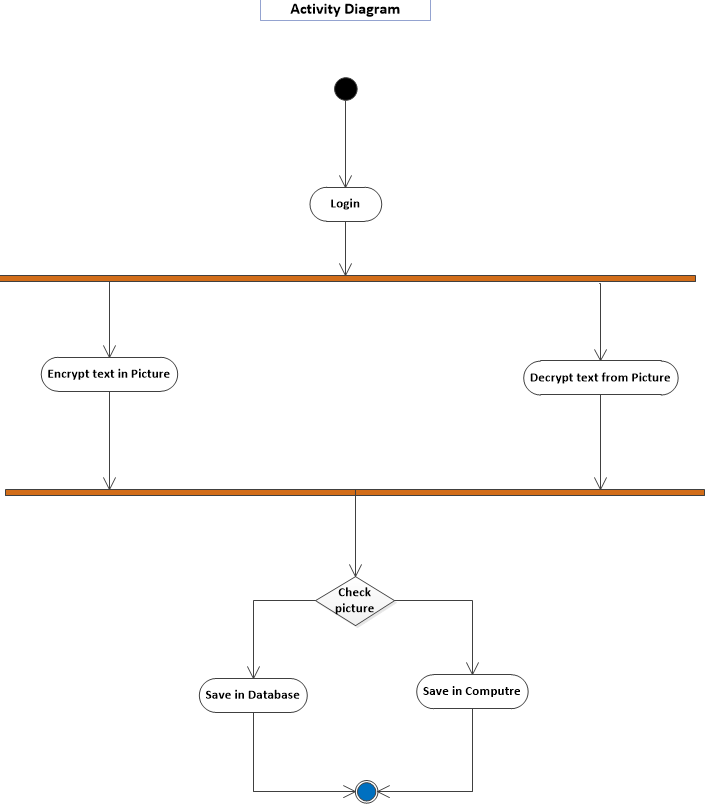 Activity Diagram
Login
Encrypt text in Picture
Decrypt text from Picture
Check
picture
Save in Database
Save in Computre